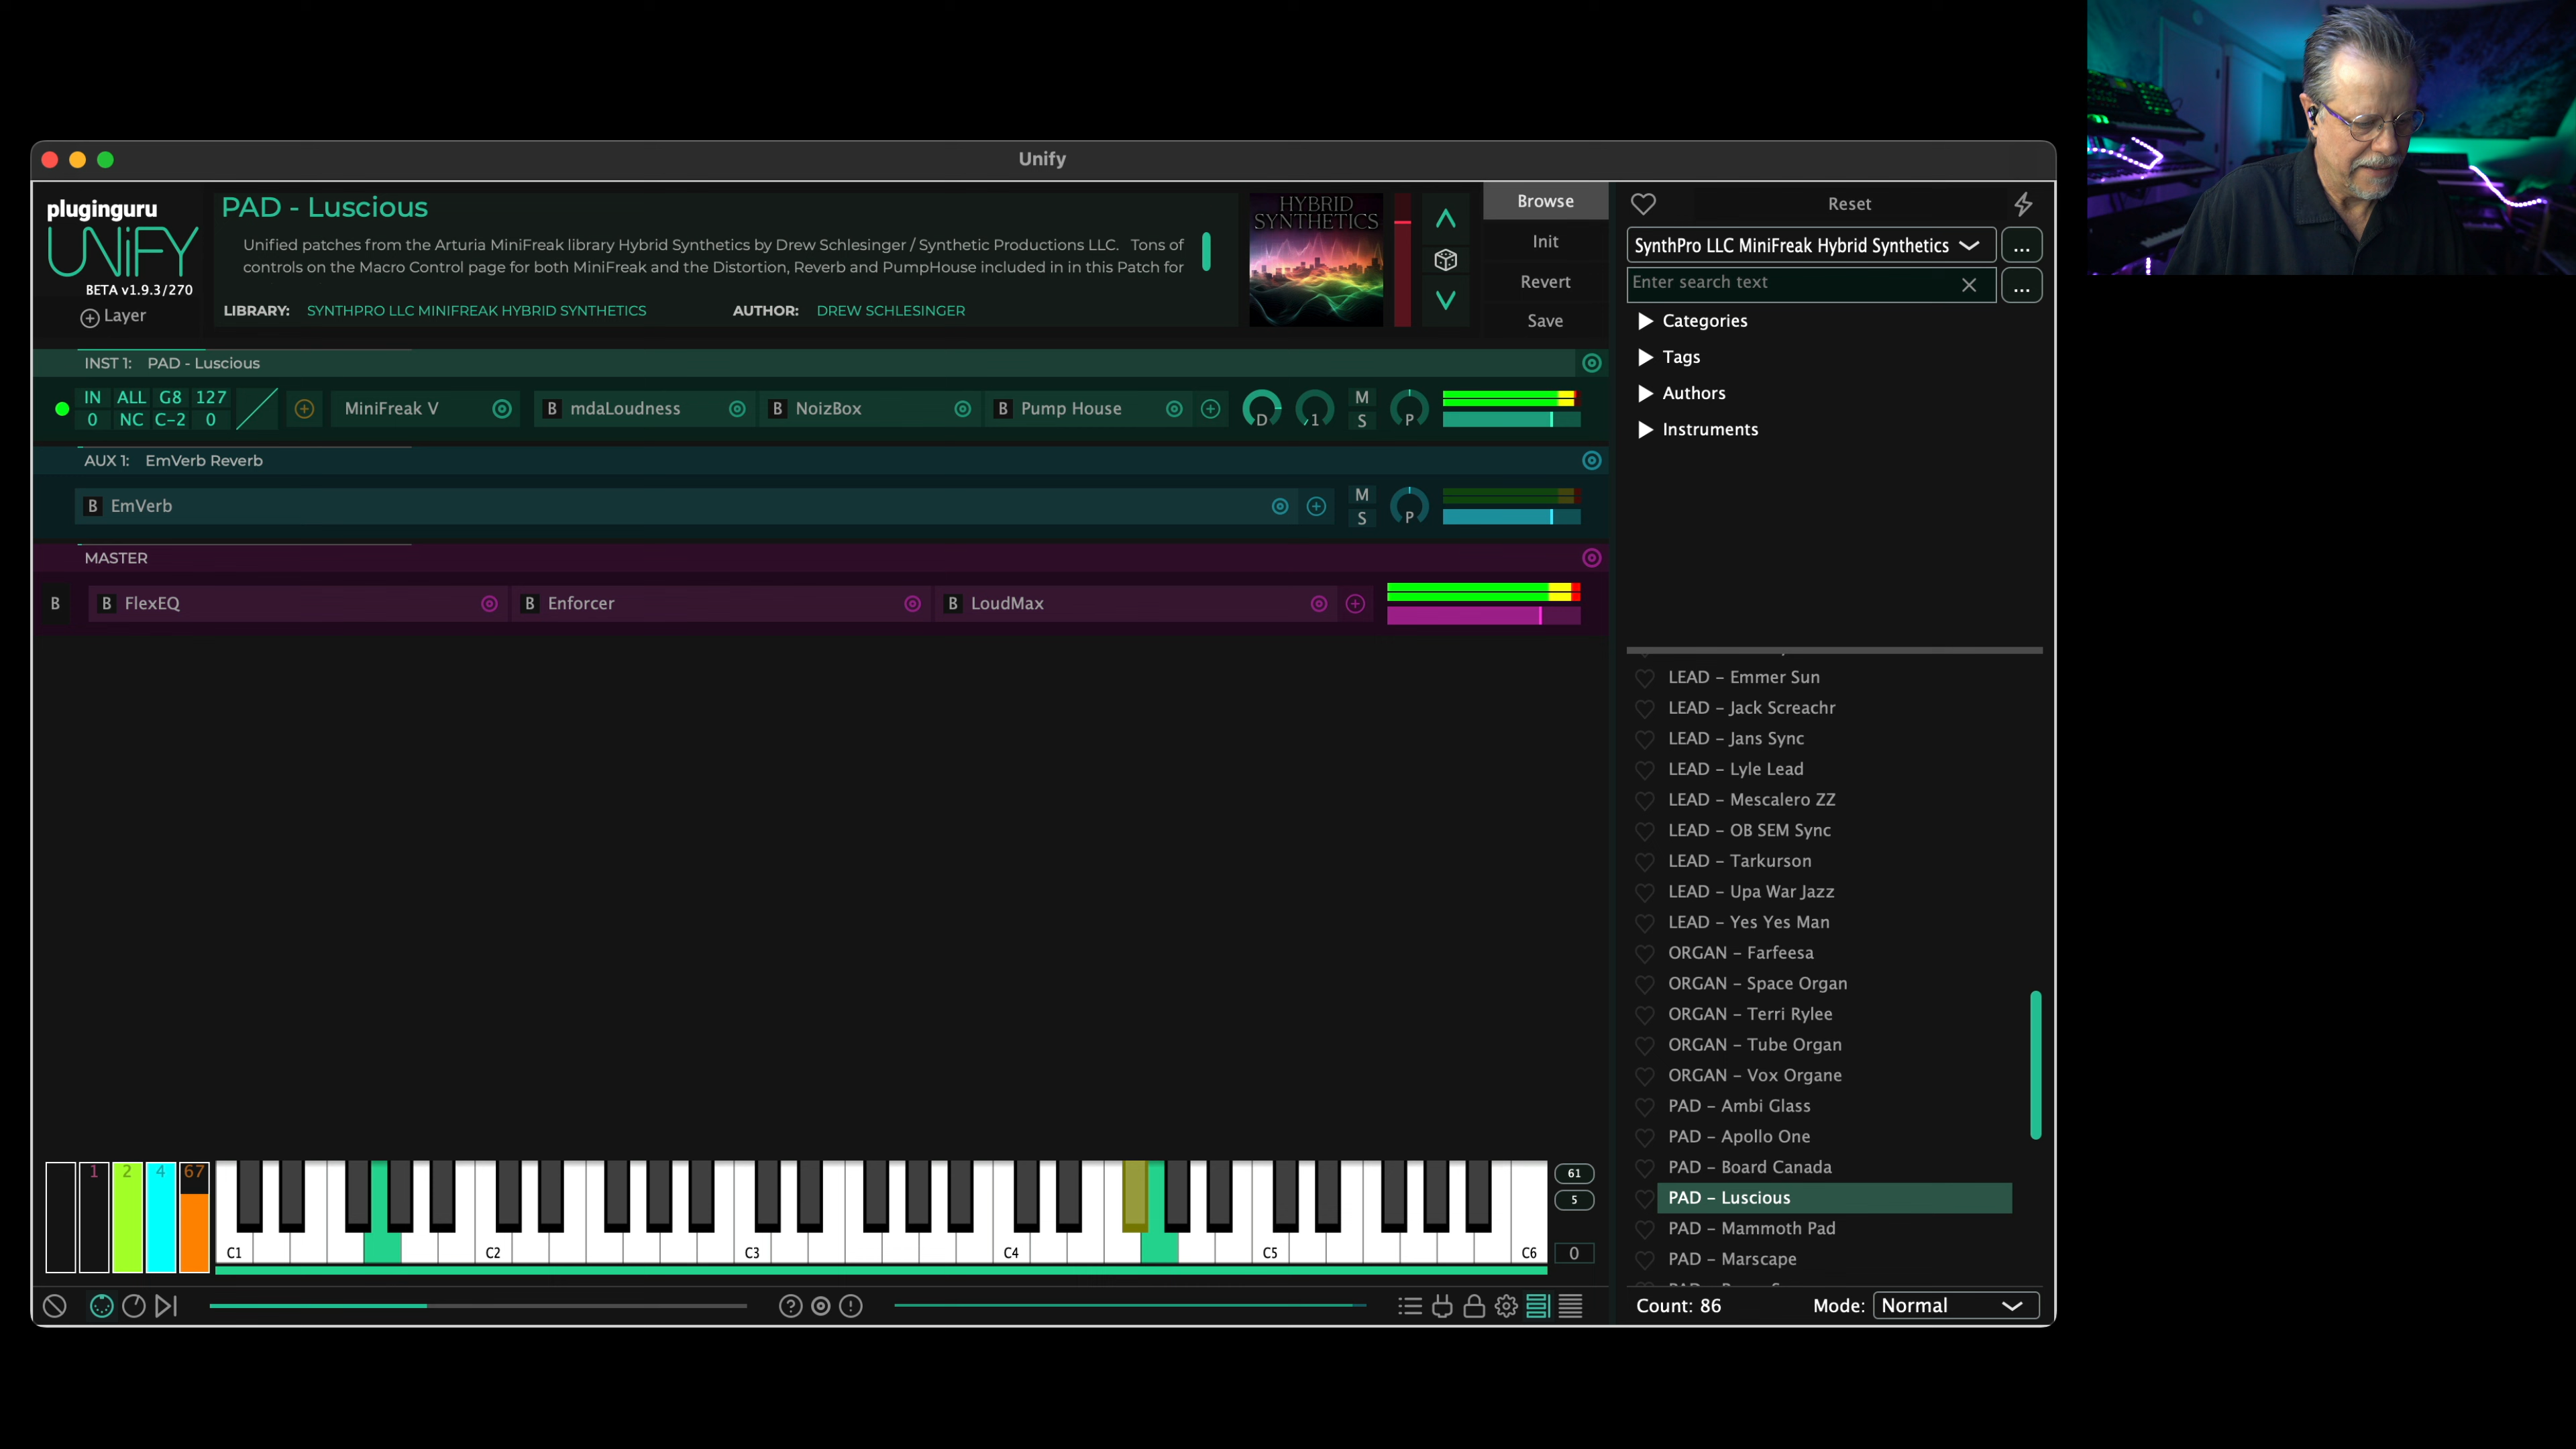 Unify
pluginguru
UNiFY
BETA v1.9.3/270
Layer
PAD - Luscious
Unified patches from the Arturia MiniFreak library Hybrid Synthetics by Drew Schlesinger / Synthetic Productions LLC. Tons of
controls on the Macro Control page for both MiniFreak and the Distortion, Reverb and PumpHouse included in in this Patch for
LIBRARY: SYNTHPRO LLC MINIFREAK HYBRID SYNTHETICS AUTHOR: DREW SCHLESINGER
HYBRID
SYNTHETICS
Browse
Init
Revert
Save
Reset
SynthPro LLC MiniFreak Hybrid Synthetics ...
Enter search text ...
Categories
Tags
Authors
Instruments
INST 1: PAD - Luscious
IN ALL G8 127
0 NC C-2 0
MiniFreak V
B mdaLoudness
B NoizBox
B Pump House
D
1
M
S
P
AUX 1: EmVerb Reverb
B EmVerb
M
S
P
MASTER
B
B FlexEQ
B Enforcer
B LoudMax
LEAD - Emmer Sun
LEAD - Jack Screachr
LEAD - Jans Sync
LEAD - Lyle Lead
LEAD - Mescalero ZZ
LEAD - OB SEM Sync
LEAD - Tarkurson
LEAD - Upa War Jazz
LEAD - Yes Yes Man
ORGAN - Farfeesa
ORGAN - Space Organ
ORGAN - Terri Rylee
ORGAN - Tube Organ
ORGAN - Vox Organe
PAD - Ambi Glass
PAD - Apollo One
PAD - Board Canada
PAD - Luscious
PAD - Mammoth Pad
PAD - Marscape
Count: 86 Mode: Normal
1 2 4 67
C1 C2 C3 C4 C5 C6
61
5
0